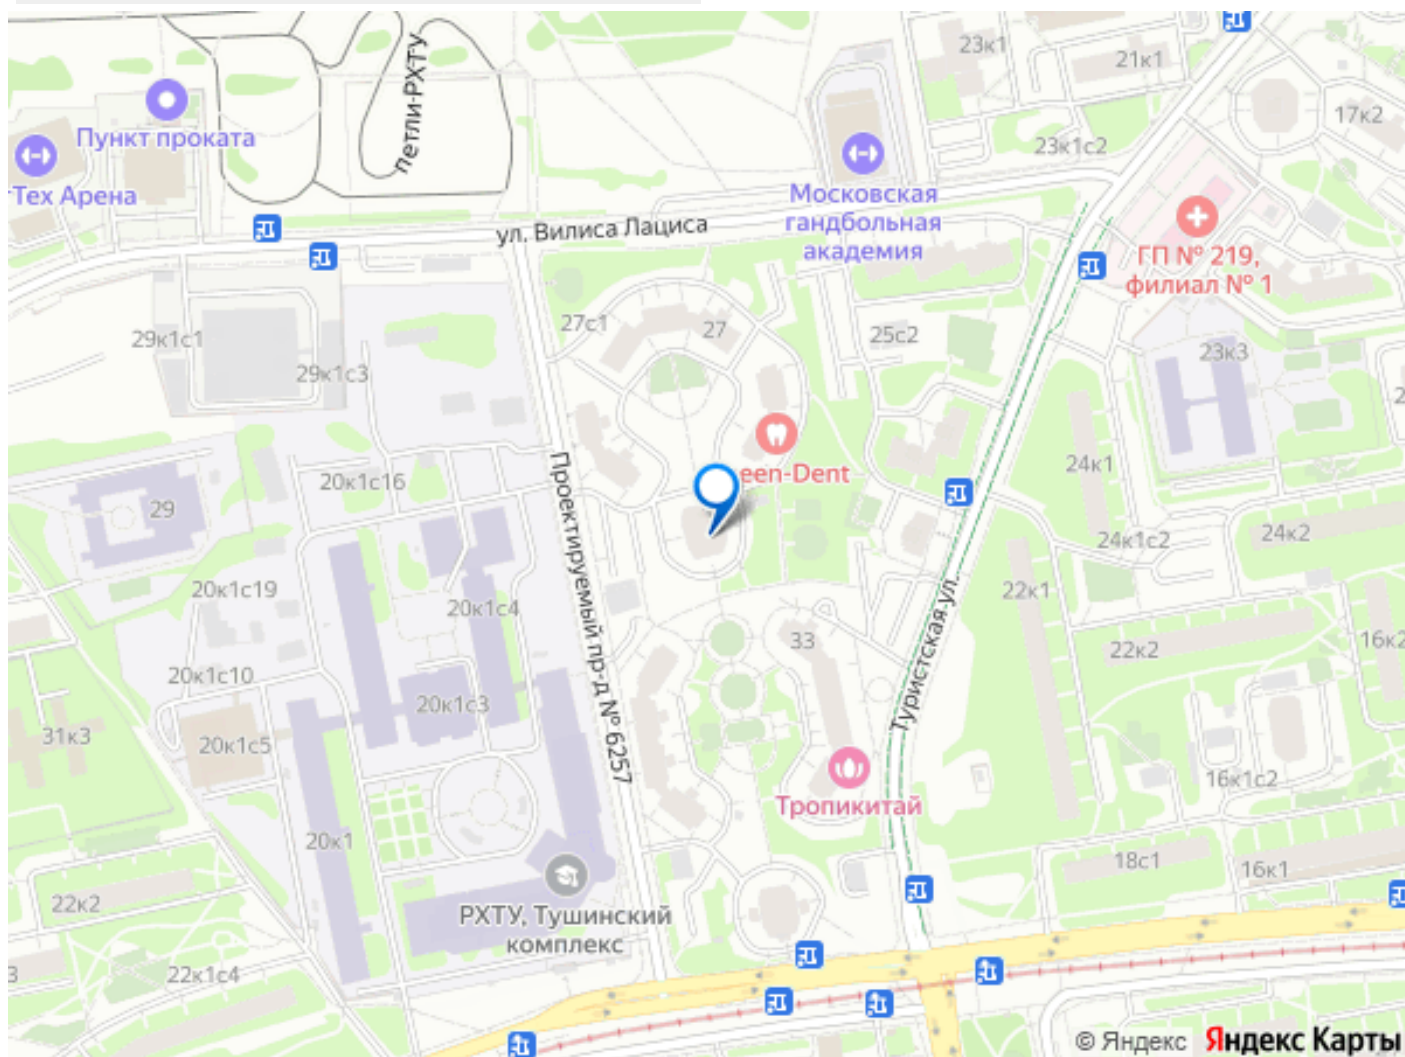 23к1
21к1
петли-РХТУ
Пункт проката
17к2
23к1с2
Тех Арена
Московская
гандбольная
академия
ул. Вилиса Лациса
ГП № 219,
филиал № 1
27с1
27
25с2
29к1с1
23к3
29к1с3
een-Dent
24к1
20к1с16
29
Проектируемый пр-д № 6257
24к2
24к1с2
20к1с19
20к1с4
22к1
Туристская ул.
33
22к2
16к2
20к1с10
20к1с3
31к3
20к1с5
16к1с2
Тропикитай
20к1
18с1
16к1
22к2
РХТУ, Тушинский
комплекс
22к1с4
© Яндекс Яндекс Карты